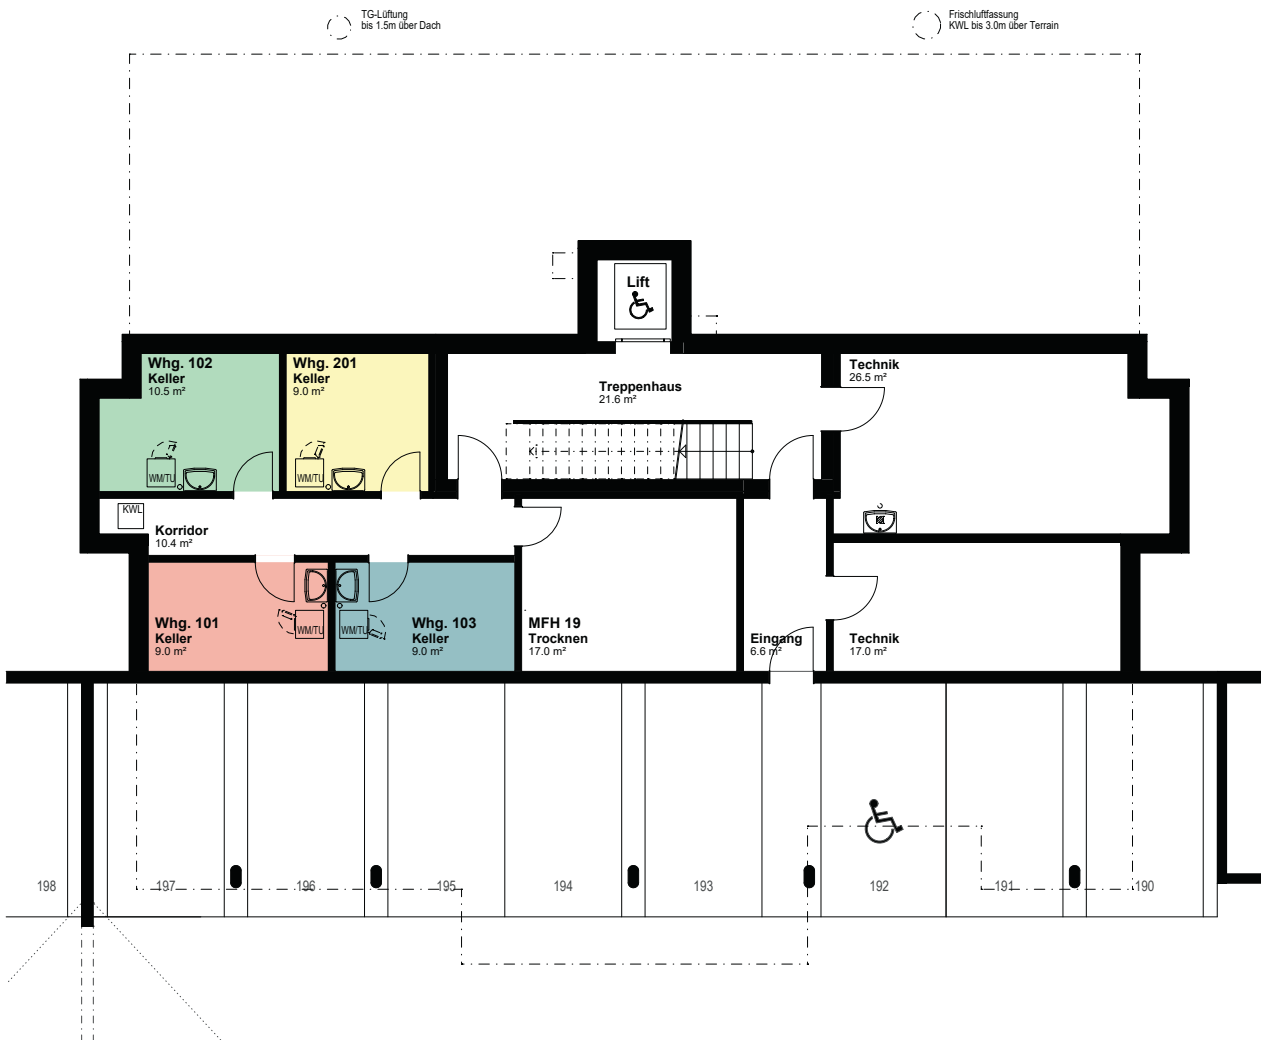 TG-Lüftung
bis 1.5m über Dach
Frischluftfassung
KWL bis 3.0m über Terrain
Lift
Whg. 102
Keller
10.5 m²
Whg. 201
Keller
9.0 m²
Treppenhaus
21.6 m²
Technik
26.5 m²
WM/TU
WM/TU
KWL
Korridor
10.4 m²
Whg. 101
Keller
9.0 m²
WM/TU
WM/TU
Whg. 103
Keller
9.0 m²
MFH 19
Trocknen
17.0 m²
Eingang
6.6 m²
Technik
17.0 m²
198
197
196
195
194
193
192
191
190